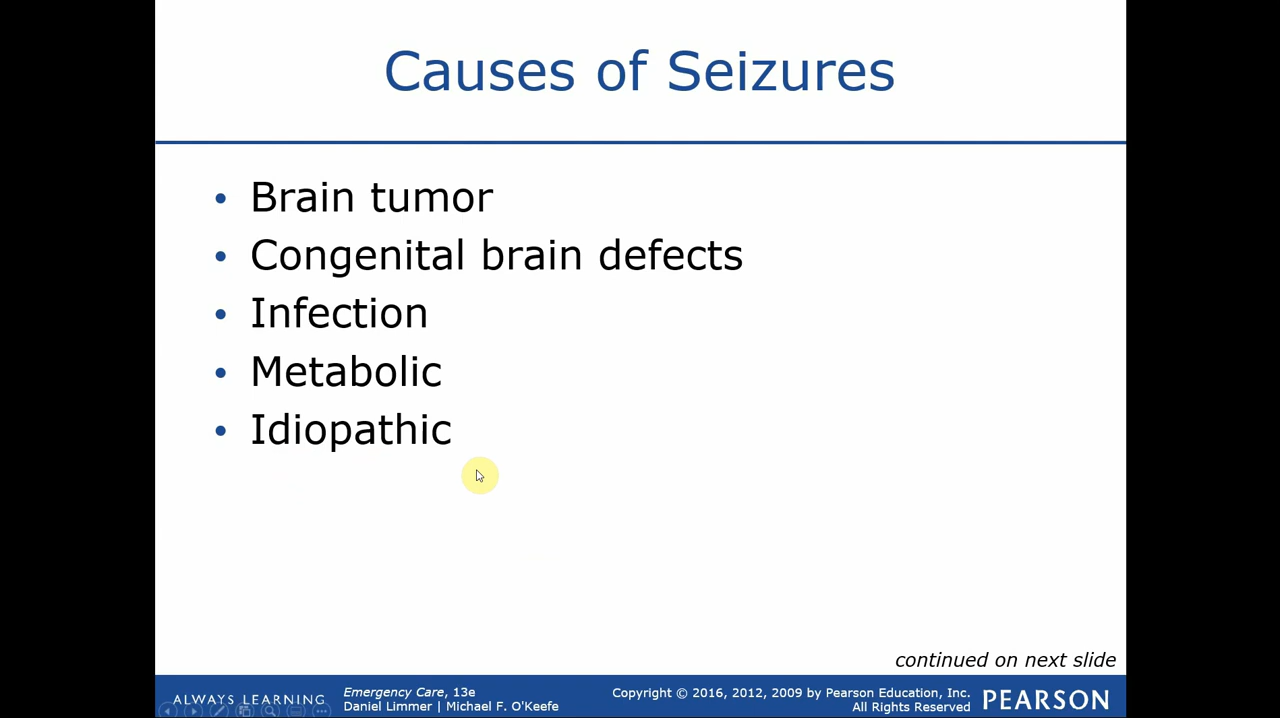 Causes of Seizures
• Brain tumor
• Congenital brain defects
• Infection
• Metabolic
• Idiopathic
continued on next slide
ALWAYS LEARNING
Emergency Care, 13e
Daniel Limmer | Michael F. O'Keefe
Copyright © 2016, 2012, 2009 by Pearson Education, Inc.
All Rights Reserved
PEARSON